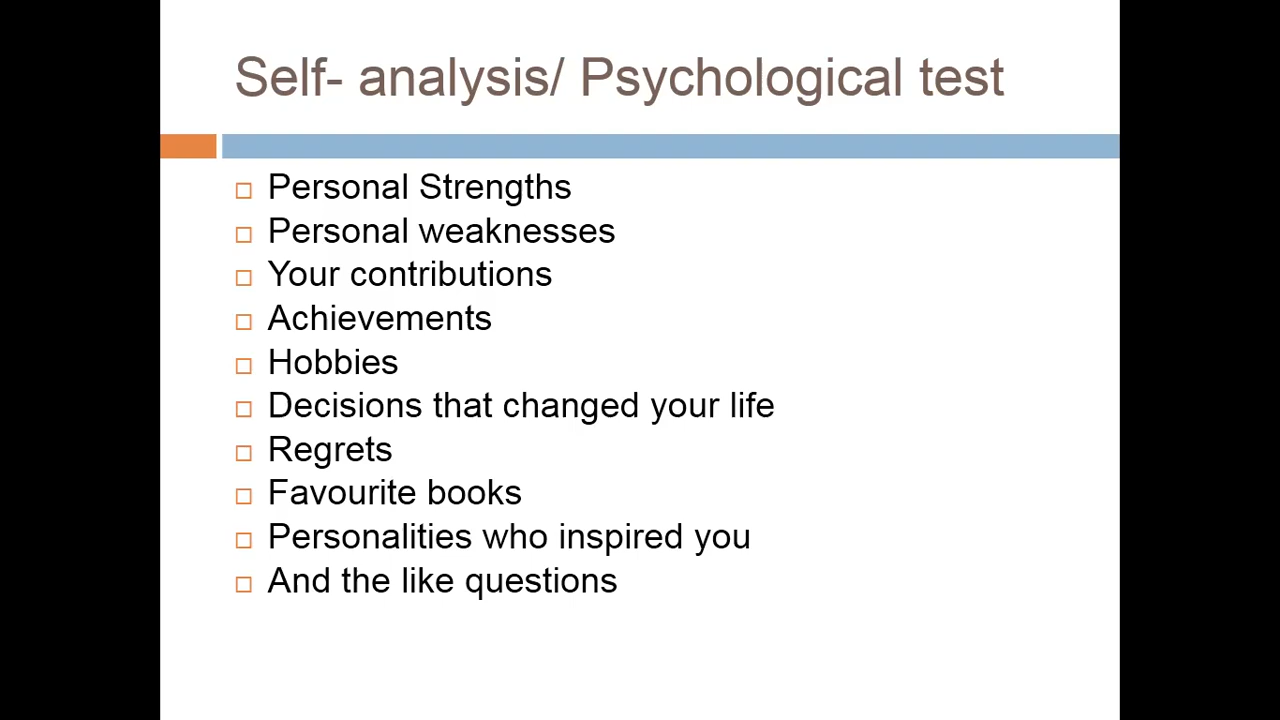 Self- analysis/ Psychological test
Personal Strengths
Personal weaknesses
Your contributions
Achievements
Hobbies
Decisions that changed your life
Regrets
Favourite books
Personalities who inspired you
And the like questions